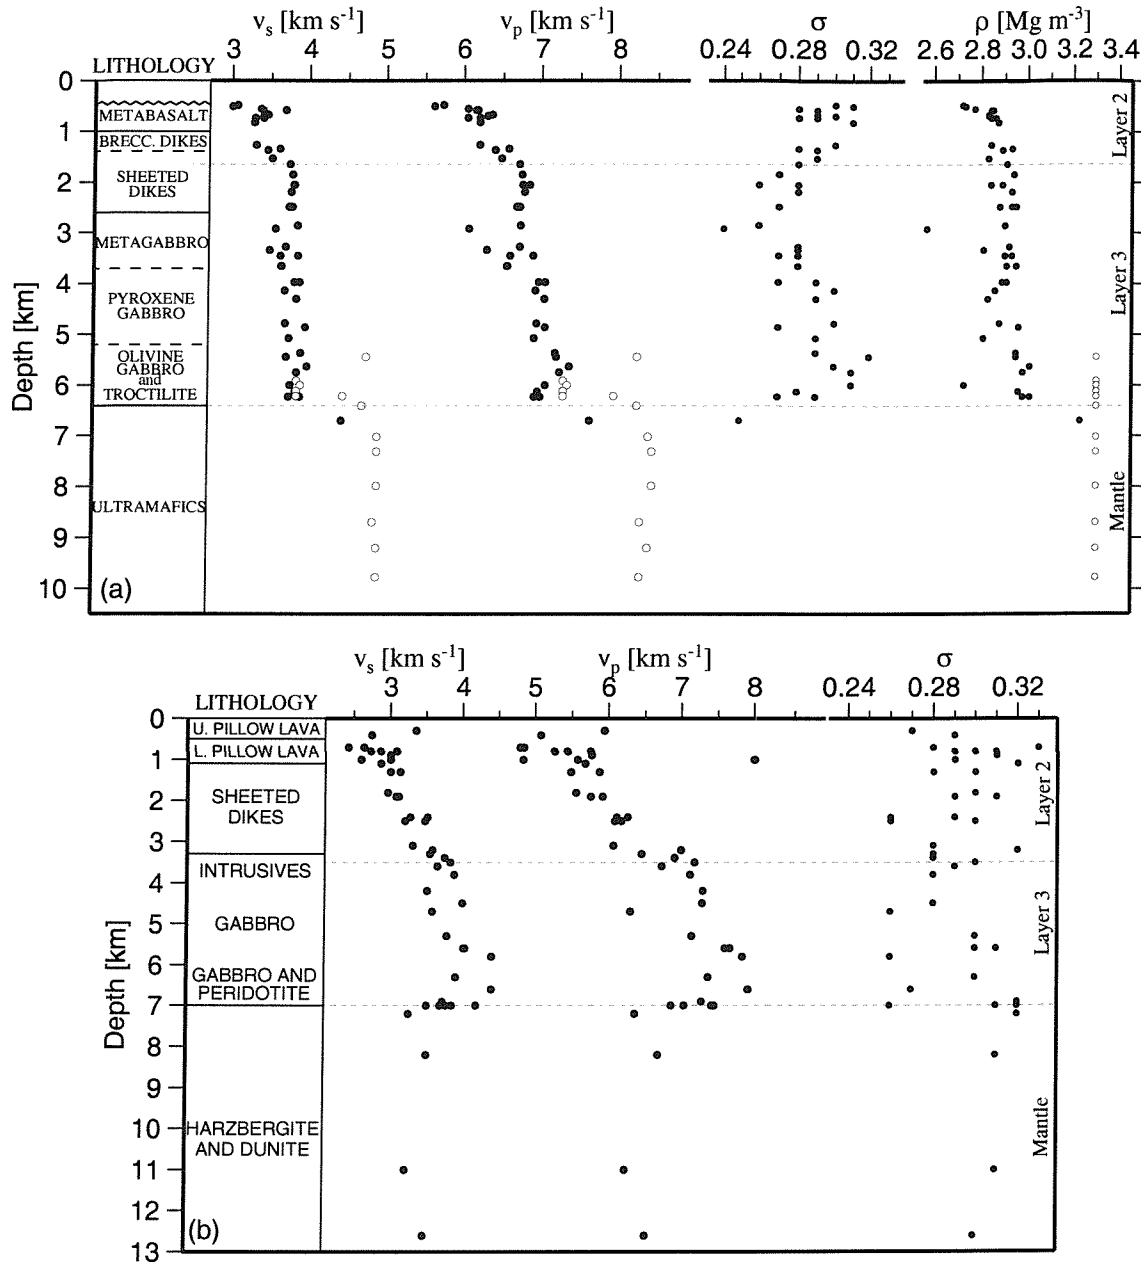 vₛ [km s⁻¹] vₚ [km s⁻¹] σ ρ [Mg m⁻³]
3 4 6 7 8 0.24 0.28 0.32 2.6 2.8 3.0 3.2 3.4
LITHOLOGY
0
METABASALT
1
BRECC. DIKES
Layer 2
2
SHEETED
DIKES
3
METAGABBRO
4
PYROXENE
GABBRO
Layer 3
5
OLIVINE
GABBRO
and
TROCTILITE
6
7
8
ULTRAMAFICS
Mantle
9
10
Depth [km]
(a)
vₛ [km s⁻¹] vₚ [km s⁻¹] σ
3 4 5 6 7 8 0.24 0.28 0.32
LITHOLOGY
0
U. PILLOW LAVA
L. PILLOW LAVA
1
2
SHEETED
DIKES
Layer 2
3
INTRUSIVES
4
5
GABBRO
Layer 3
6
GABBRO AND
PERIDOTITE
7
8
9
10
HARZBERGITE
AND DUNITE
Mantle
11
12
13
Depth [km]
(b)